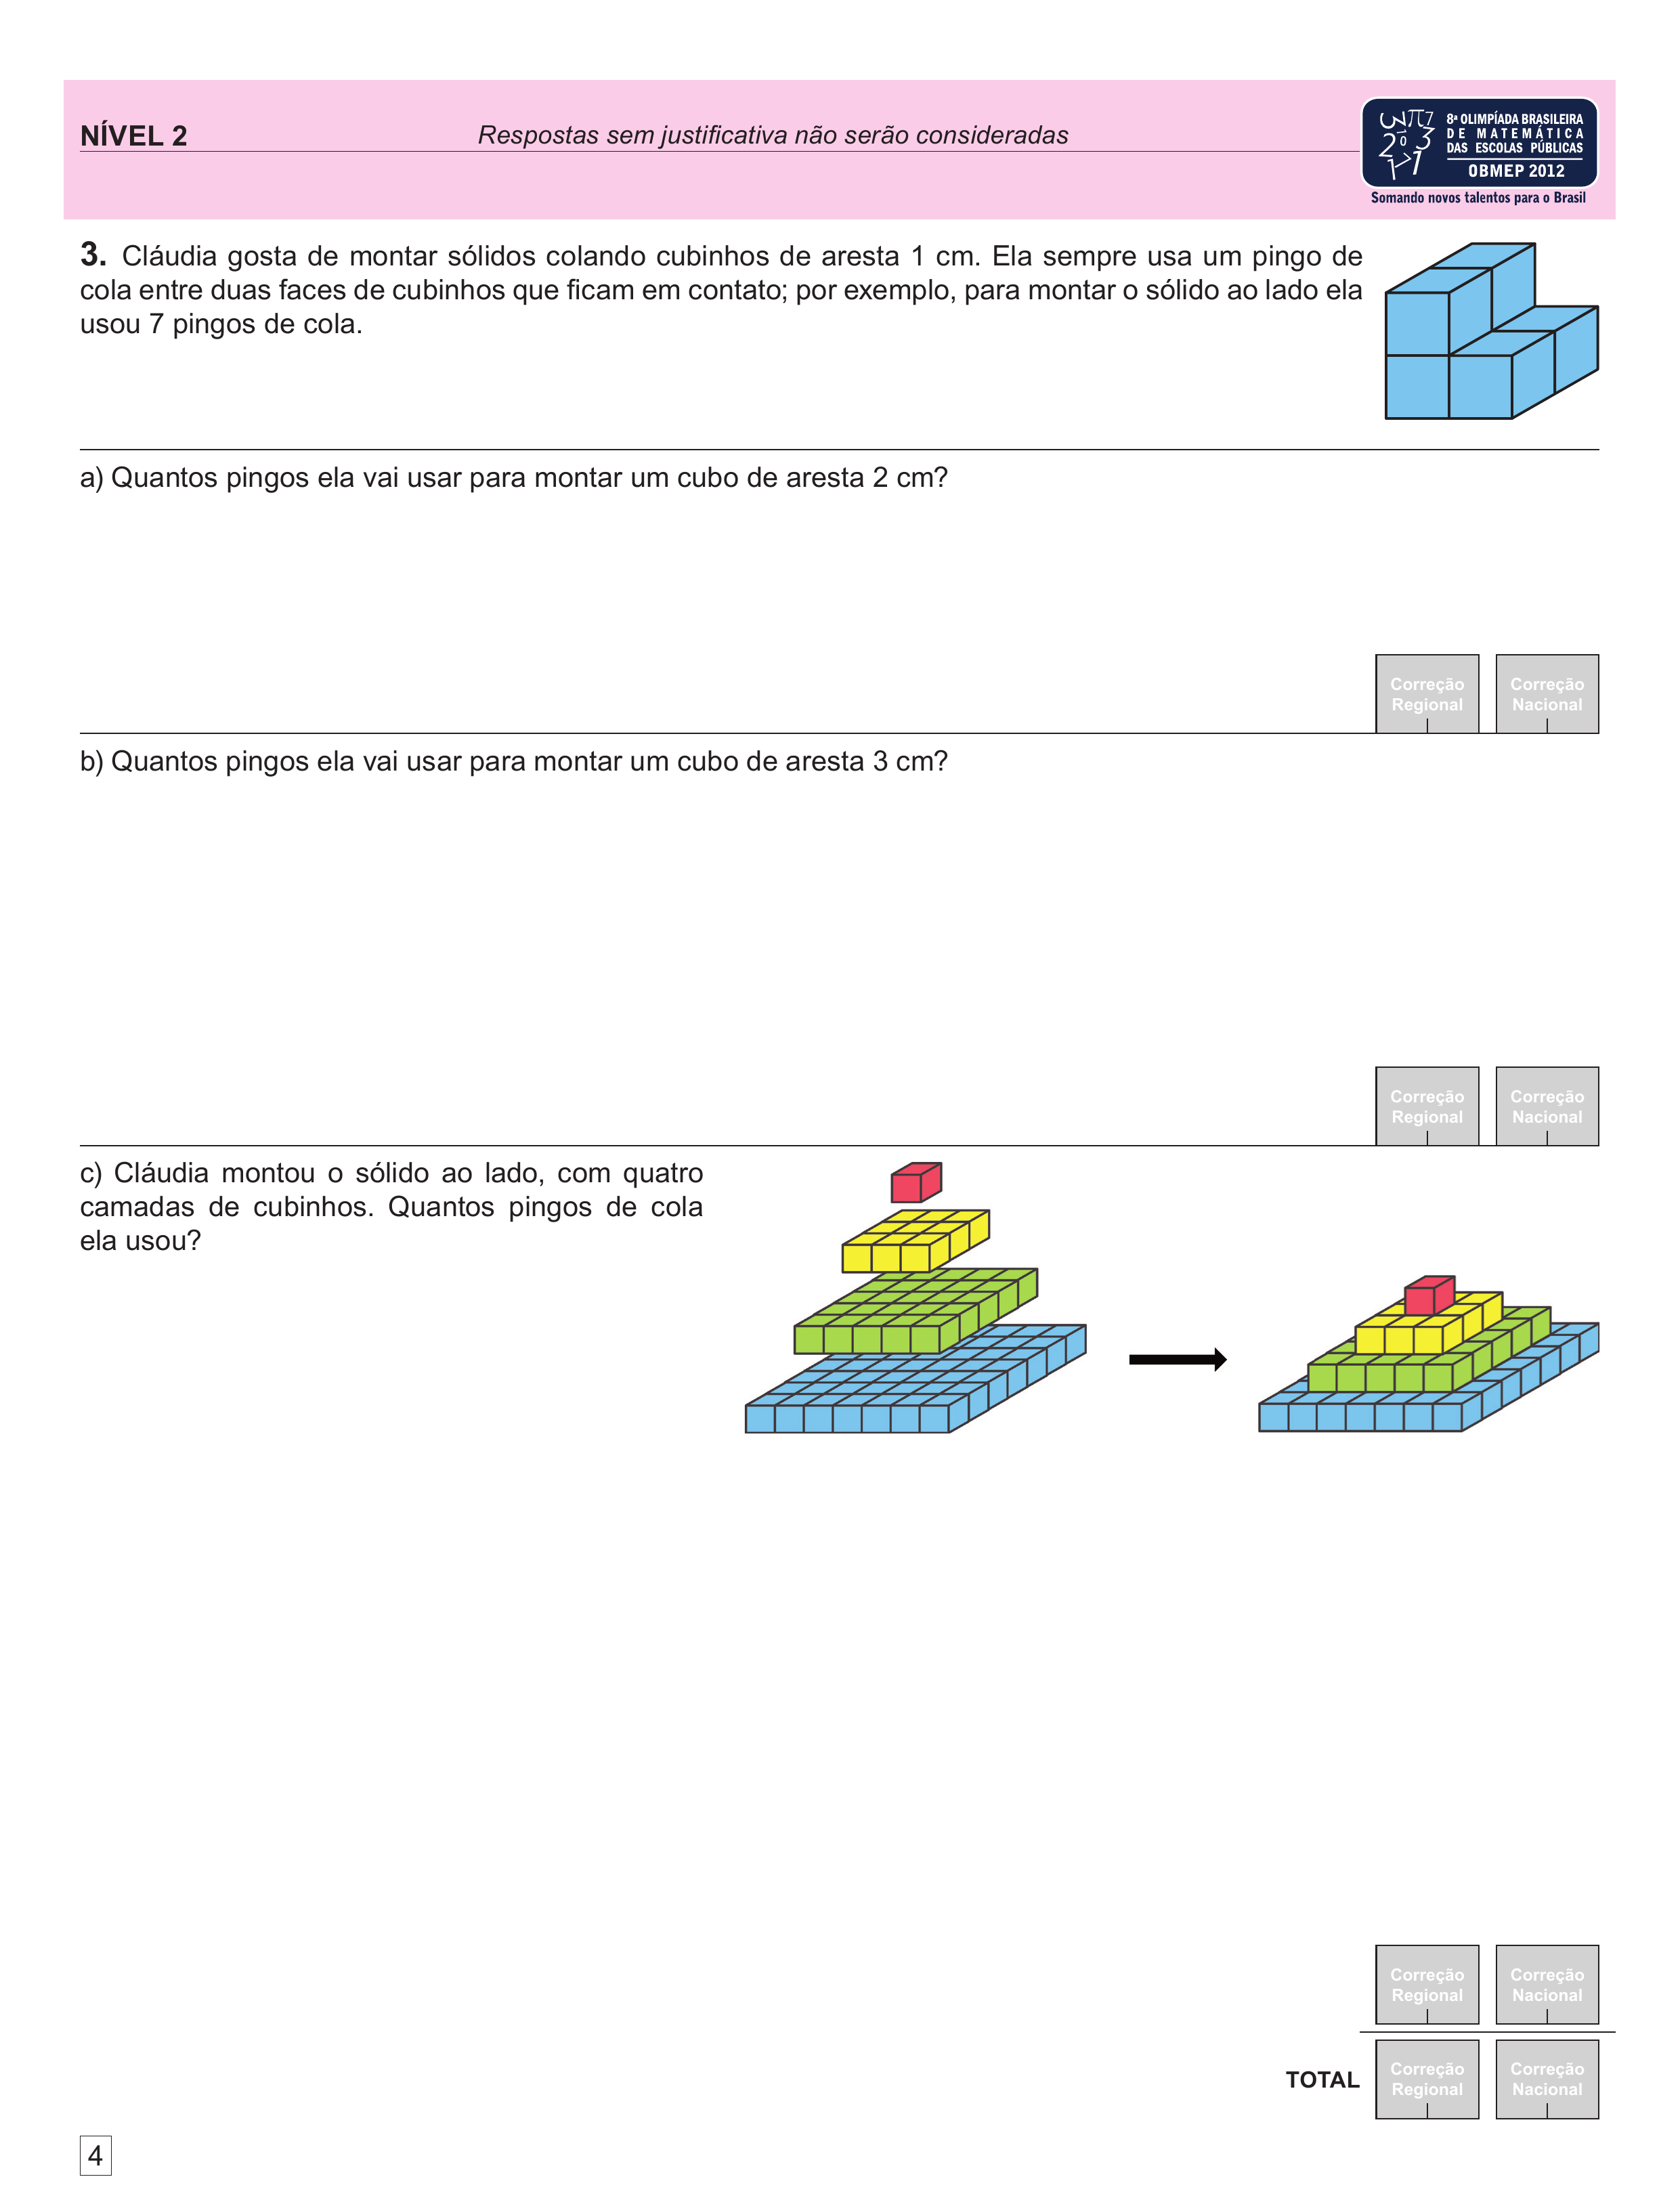 NÍVEL 2
Respostas sem justificativa não serão consideradas
8ª OLIMPÍADA BRASILEIRA
DE MATEMÁTICA
DAS ESCOLAS PÚBLICAS
OBMEP 2012
Somando novos talentos para o Brasil
3. Cláudia gosta de montar sólidos colando cubinhos de aresta 1 cm. Ela sempre usa um pingo de
cola entre duas faces de cubinhos que ficam em contato; por exemplo, para montar o sólido ao lado ela
usou 7 pingos de cola.
a) Quantos pingos ela vai usar para montar um cubo de aresta 2 cm?
Correção
Regional
Correção
Nacional
b) Quantos pingos ela vai usar para montar um cubo de aresta 3 cm?
Correção
Regional
Correção
Nacional
c) Cláudia montou o sólido ao lado, com quatro
camadas de cubinhos. Quantos pingos de cola
ela usou?
Correção
Regional
Correção
Nacional
TOTAL
Correção
Regional
Correção
Nacional
4